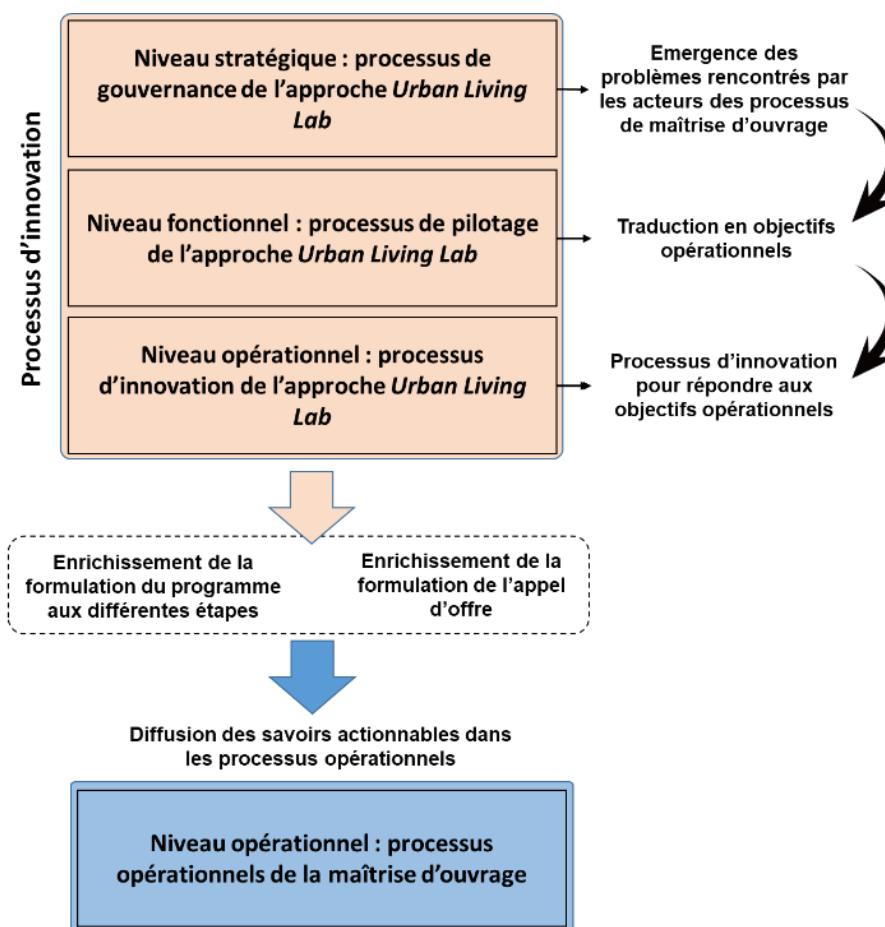 Processus d'innovation
Niveau stratégique : processus de
gouvernance de l'approche Urban Living
Lab
Emergence des
problèmes rencontrés par
les acteurs des processus
de maîtrise d'ouvrage
Niveau fonctionnel : processus de pilotage
de l'approche Urban Living Lab
Traduction en objectifs
opérationnels
Niveau opérationnel : processus
d'innovation de l'approche Urban Living
Lab
Processus d'innovation
pour répondre aux
objectifs opérationnels
Enrichissement de la
formulation du programme
aux différentes étapes
Enrichissement de la
formulation de l'appel
d'offre
Diffusion des savoirs actionnables dans
les processus opérationnels
Niveau opérationnel : processus
opérationnels de la maîtrise d'ouvrage